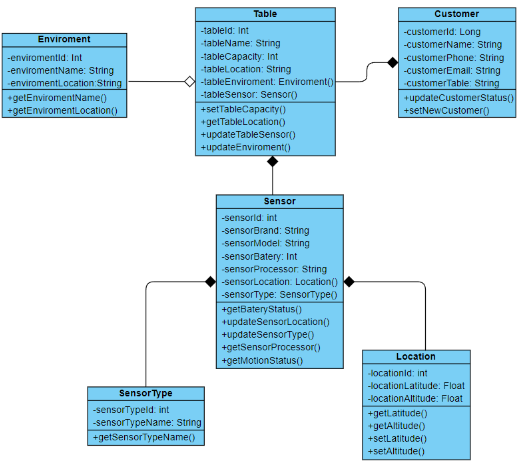 Enviroment
-enviromentId: Int
-enviromentName: String
-enviromentLocation:String
+getEnviromentName()
+getEnviromentLocation()
Table
-tableId: Int
-tableName: String
-tableCapacity: Int
-tableLocation: String
-tableEnviroment: Enviroment()
-tableSensor: Sensor()
+setTableCapacity()
+getTableLocation()
+updateTableSensor()
+updateEnviroment()
Customer
-customerId: Long
-customerName: String
-customerPhone: String
-customerEmail: String
-customerTable: String
+updateCustomerStatus()
+setNewCustomer()
Sensor
-sensorId: int
-sensorBrand: String
-sensorModel: String
-sensorBatery: Int
-sensorProcessor: String
-sensorLocation: Location()
-sensorType: SensorType()
+getBateryStatus()
+updateSensorLocation()
+updateSensorType()
+getSensorProcessor()
+getMotionStatus()
SensorType
-sensorTypeId: int
-sensorTypeName: String
+getSensorTypeName()
Location
-locationId: int
-locationLatitude: Float
-locationAltitude: Float
+getLatitude()
+getAltitude()
+setLatitude()
+setAltitude()